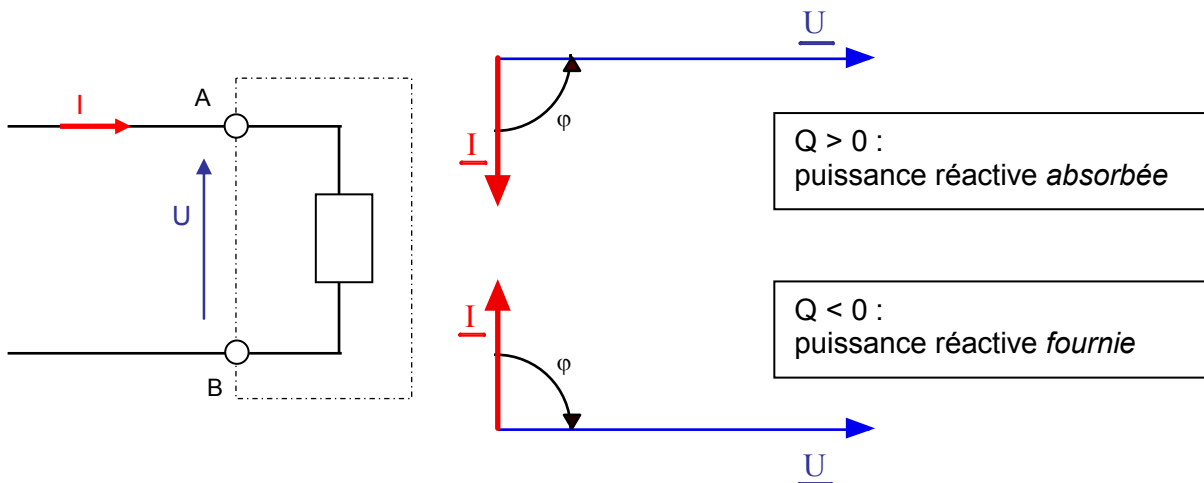 I
A
U
B
U
φ
I
Q > 0 :
puissance réactive absorbée
I
φ
U
Q < 0 :
puissance réactive fournie